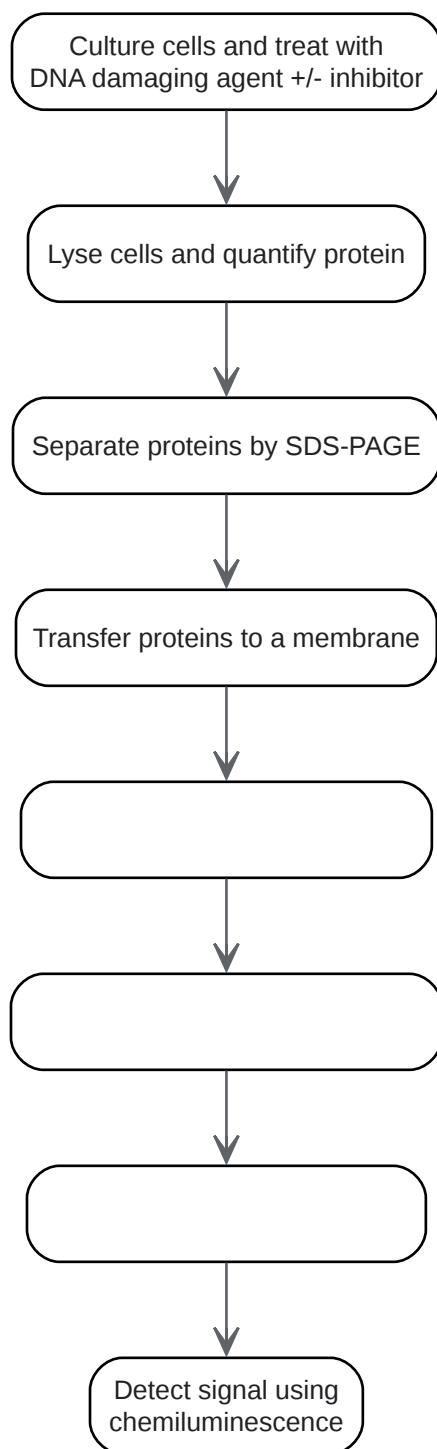 Culture cells and treat with
DNA damaging agent +/- inhibitor
Lyse cells and quantify protein
Separate proteins by SDS-PAGE
Transfer proteins to a membrane
Detect signal using
chemiluminescence